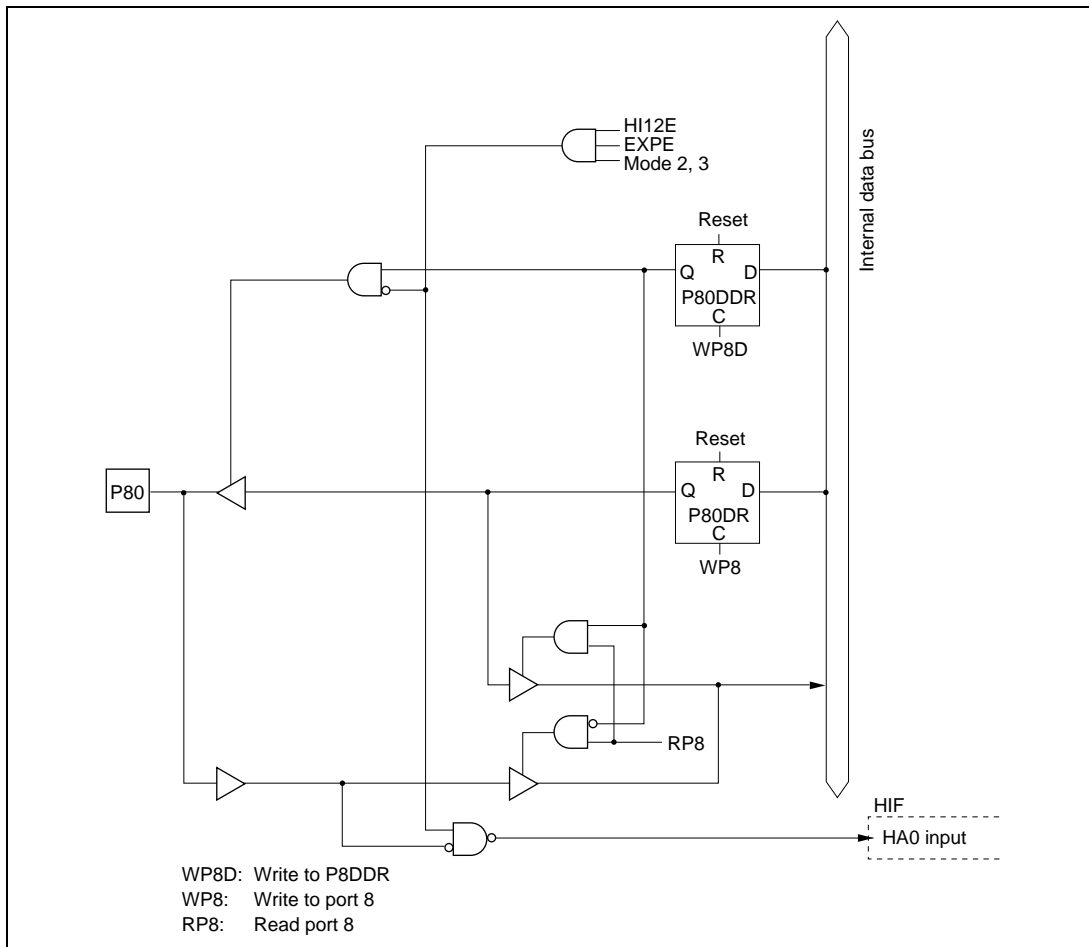 HI12E
EXPE
Mode 2, 3
Internal data bus
Reset
R
Q D
P80DDR
C
WP8D
Reset
R
P80
Q D
P80DR
C
WP8
RP8
HIF
HA0 input
WP8D: Write to P8DDR
WP8: Write to port 8
RP8: Read port 8